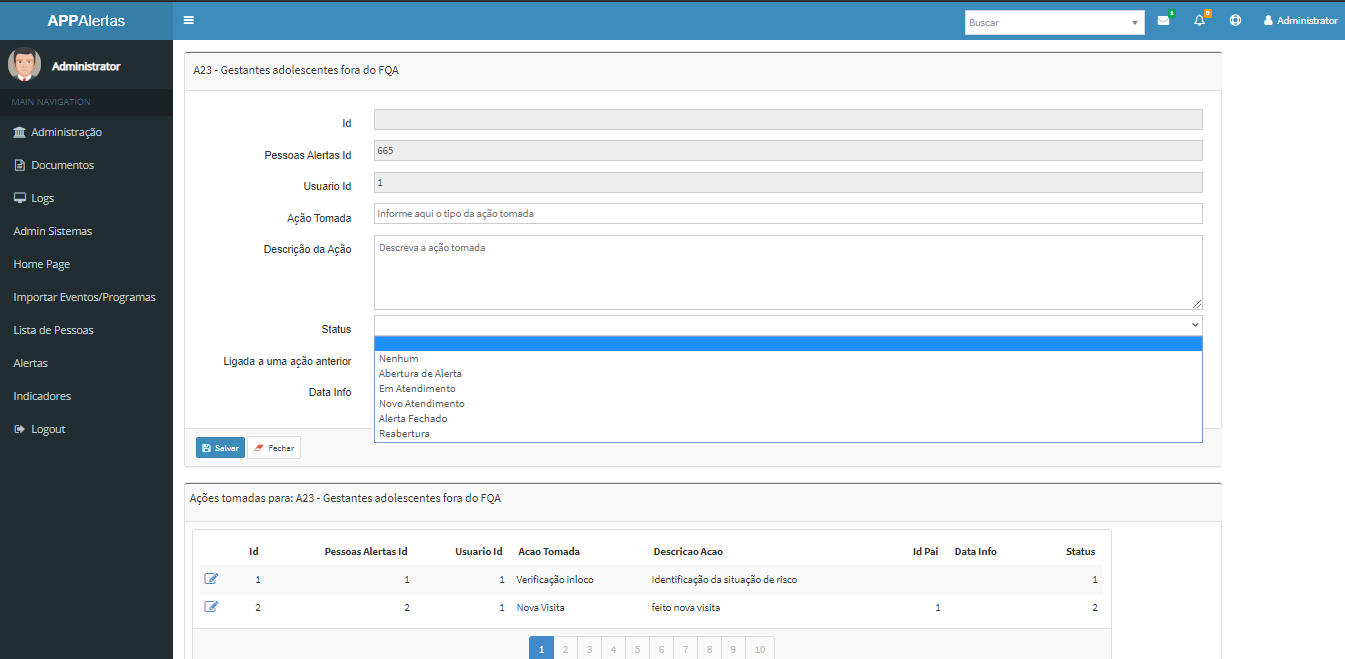 APPAlertas
Buscar
1
0
Administrator
Administrator
MAIN NAVIGATION
Administração
Documentos
Logs
Admin Sistemas
Home Page
Importar Eventos/Programas
Lista de Pessoas
Alertas
Indicadores
Logout
A23 - Gestantes adolescentes fora do FQA
Id
Pessoas Alertas Id 665
Usuario Id 1
Ação Tomada Informe aqui o tipo da ação tomada
Descrição da Ação Descreva a ação tomada
Status
Ligada a uma ação anterior
Data Info
Nenhum
Abertura de Alerta
Em Atendimento
Novo Atendimento
Alerta Fechado
Reabertura
Salvar Fechar
Ações tomadas para: A23 - Gestantes adolescentes fora do FQA
Id Pessoas Alertas Id Usuario Id Acao Tomada Descricao Acao Id Pai Data Info Status
1 1 1 Verificação inloco Identificação da situação de risco 1
2 2 1 Nova Visita feito nova visita 1 2
1 2 3 4 5 6 7 8 9 10